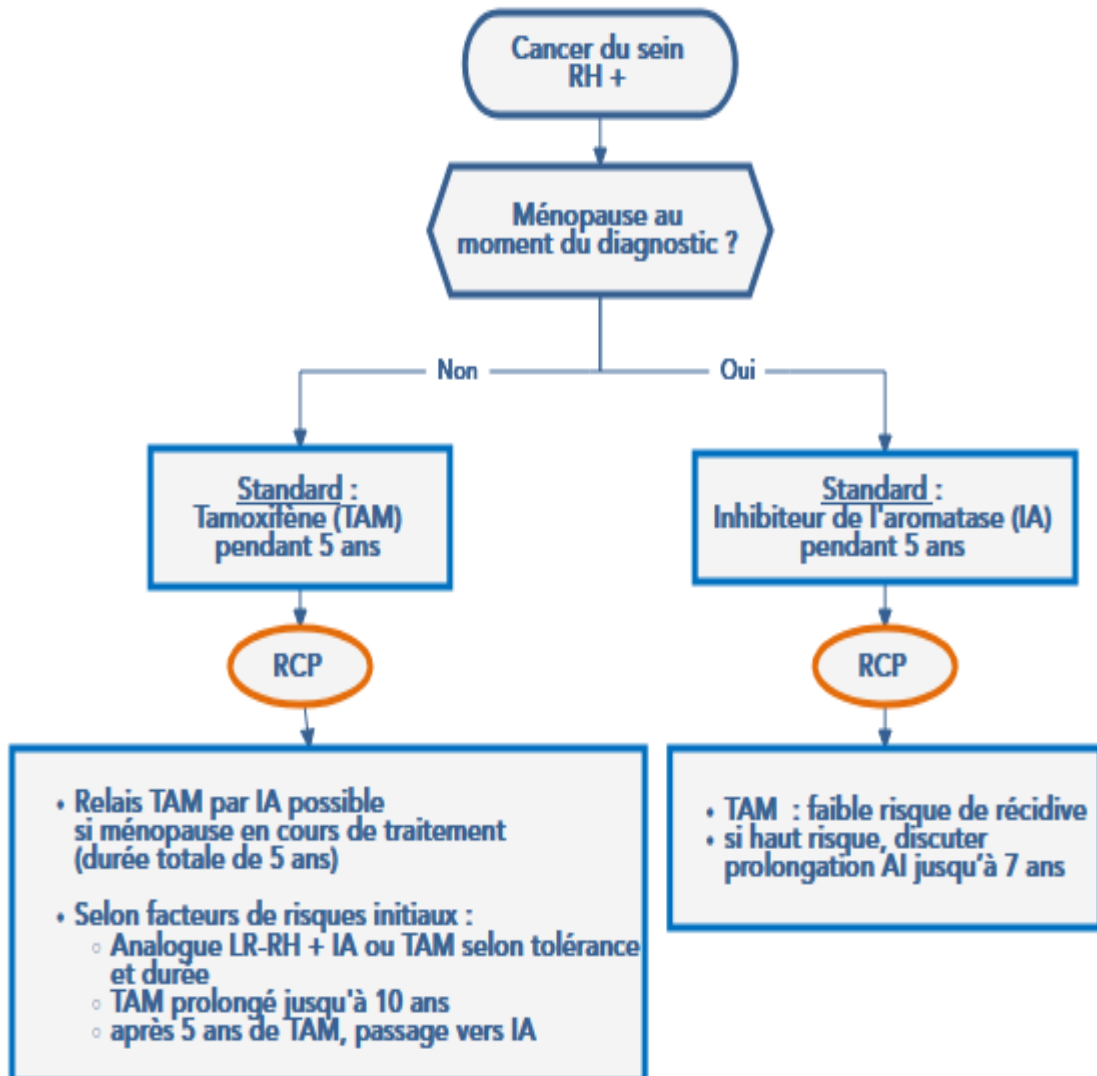 Cancer du sein
RH +
Ménopause au
moment du diagnostic ?
Non
Oui
Standard :
Tamoxifène (TAM)
pendant 5 ans
Standard :
Inhibiteur de l'aromatase (IA)
pendant 5 ans
RCP
RCP
• Relais TAM par IA possible
si ménopause en cours de traitement
(durée totale de 5 ans)
• Selon facteurs de risques initiaux :
○ Analogue LR-RH + IA ou TAM selon tolérance
et durée
○ TAM prolongé jusqu'à 10 ans
○ après 5 ans de TAM, passage vers IA
• TAM : faible risque de récidive
• si haut risque, discuter
prolongation AI jusqu'à 7 ans